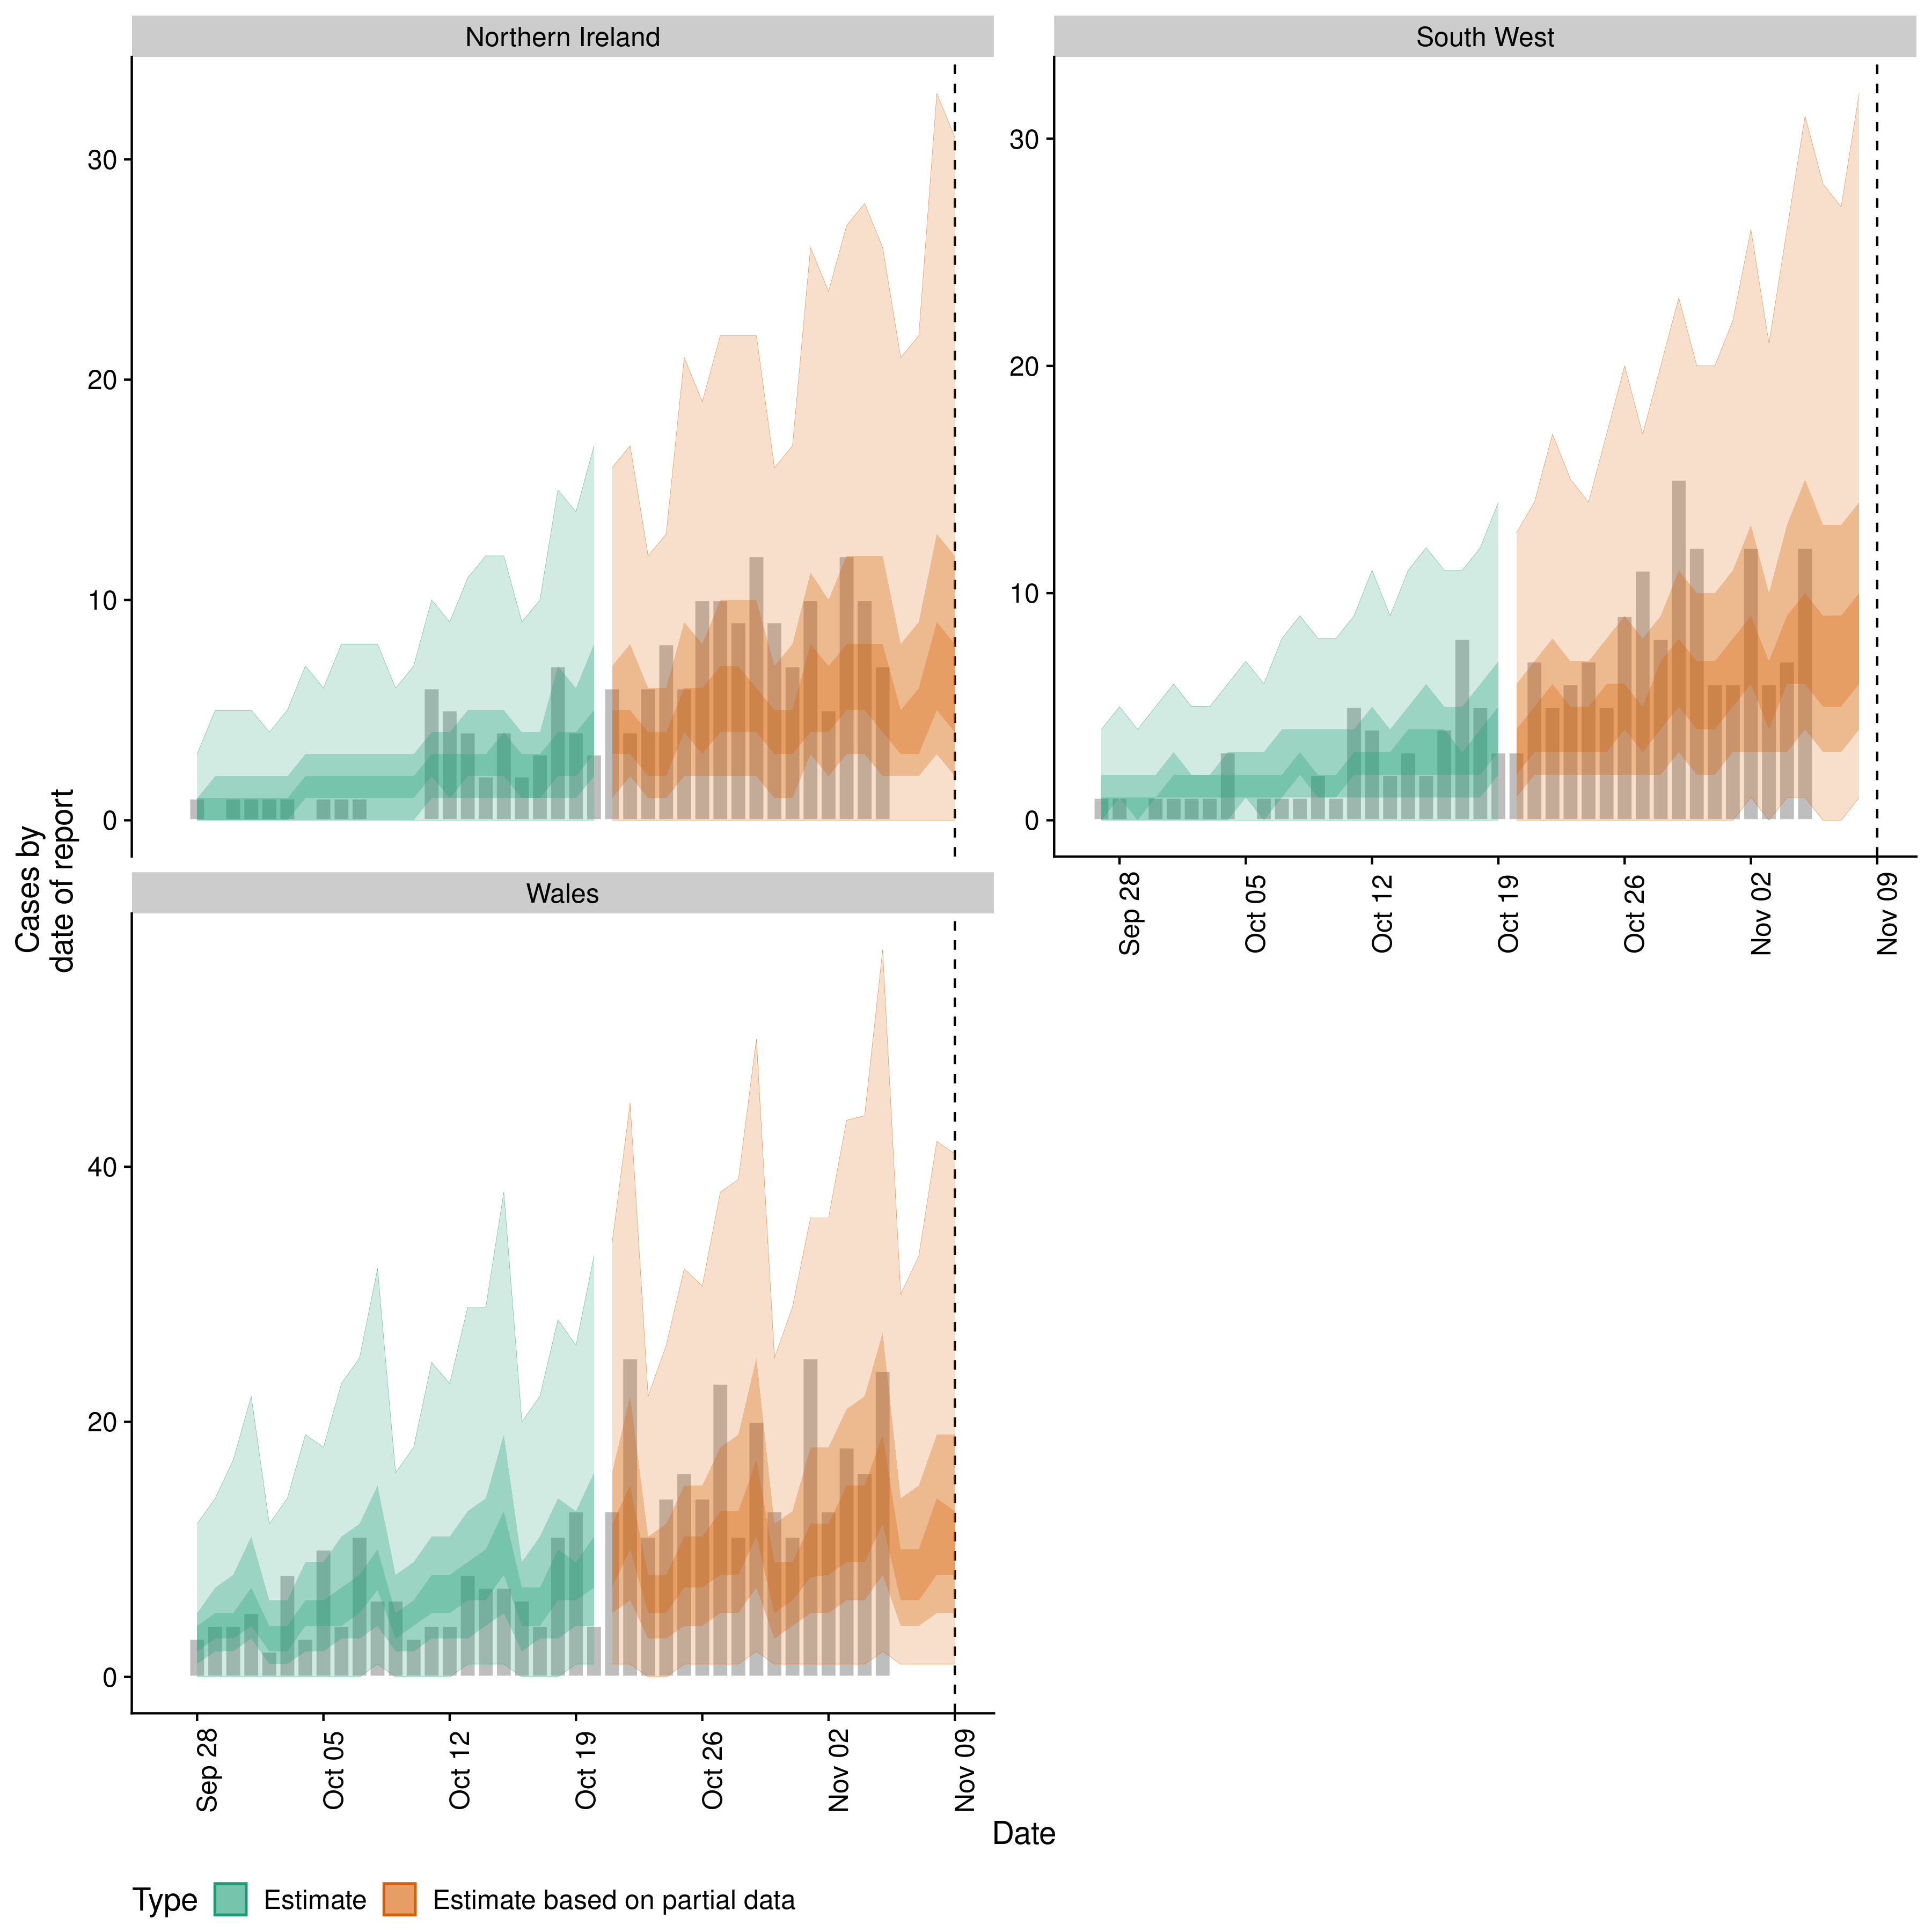 Northern Ireland
South West
30
20
10
0
30
20
10
0
Sep 28
Oct 05
Oct 12
Oct 19
Oct 26
Nov 02
Nov 09
Cases by
date of report
Wales
40
20
0
Sep 28
Oct 05
Oct 12
Oct 19
Oct 26
Nov 02
Nov 09
Date
Type Estimate Estimate based on partial data